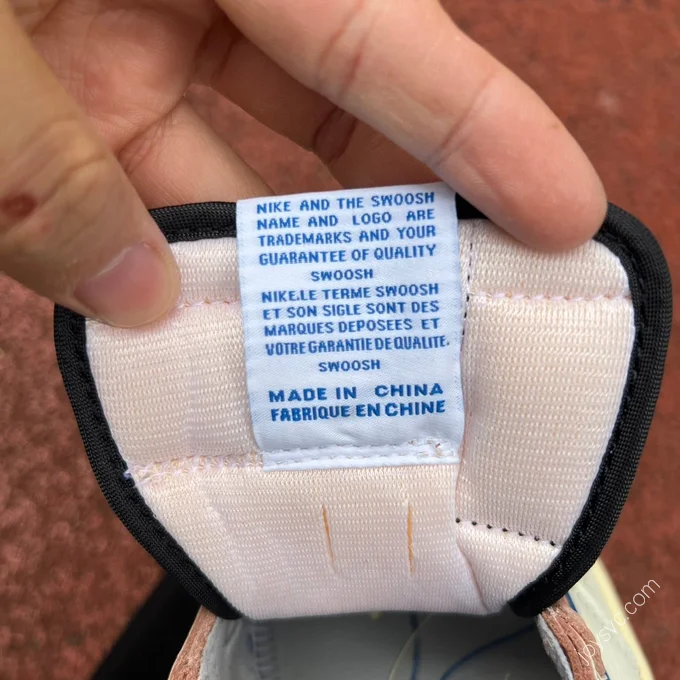 NIKE AND THE SWOOSH
NAME AND LOGO ARE
TRADEMARKS AND YOUR
GUARANTEE OF QUALITY
SWOOSH
NIKE.LE TERME SWOOSH
ET SON SIGLE SONT DES
MARQUES DEPOSEES ET
VOTRE GARANTIE DE QUALITE.
SWOOSH
MADE IN CHINA
FABRIQUE EN CHINE